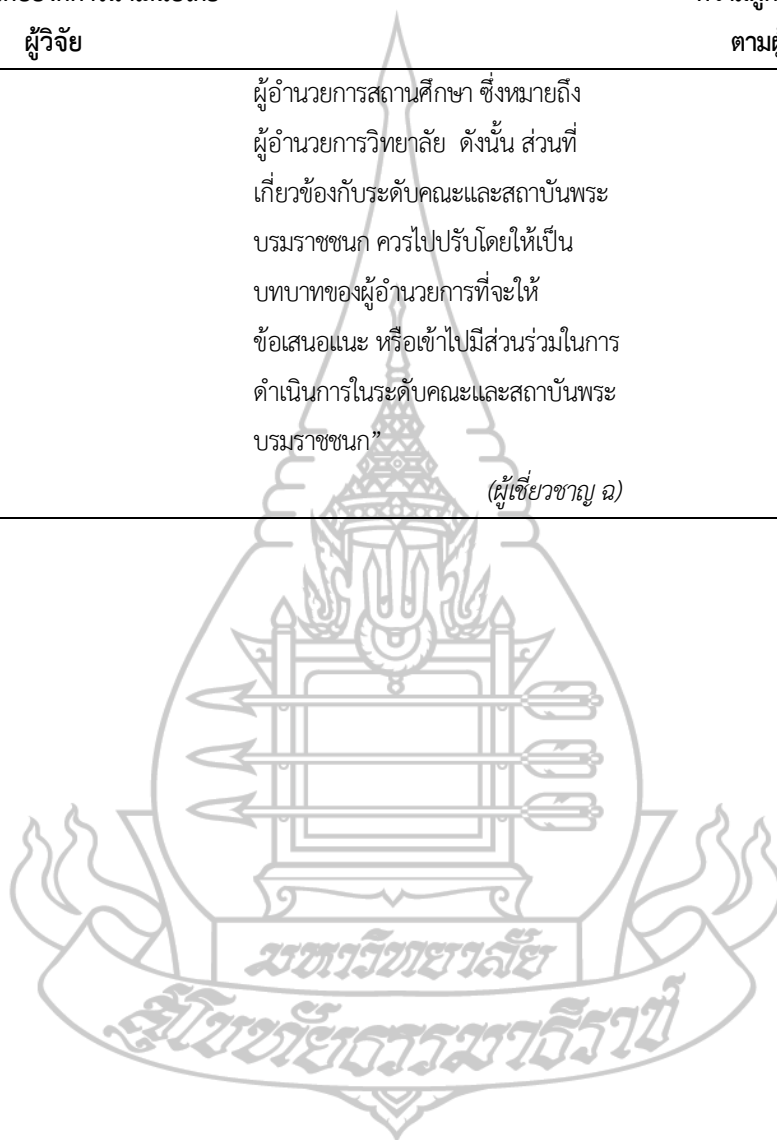 ผู้วิจัย
ผู้อำนวยการสถานศึกษา ซึ่งหมายถึง
ผู้อำนวยการวิทยาลัย ดังนั้น ส่วนที่
เกี่ยวข้องกับระดับคณะและสถาบันพระ
บรมราชชนก ควรไปปรับโดยให้เป็น
บทบาทของผู้อำนวยการที่จะให้
ข้อเสนอแนะ หรือเข้าไปมีส่วนร่วมในการ
ดำเนินการในระดับคณะและสถาบันพระ
บรมราชชนก”
(ผู้เชี่ยวชาญ ฉ)
มหาวิทยาลัย
สุโขทัยธรรมาธิราช